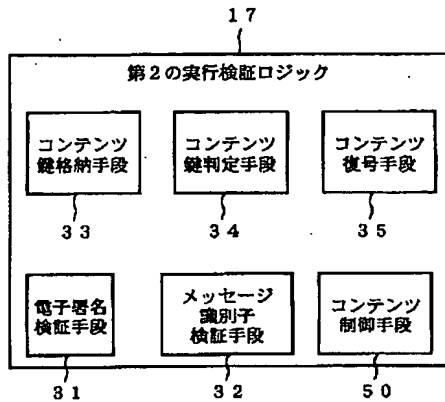 17
第2の実行検証ロジック
コンテンツ
鍵格納手段
コンテンツ
鍵判定手段
コンテンツ
復号手段
33
34
35
電子署名
検証手段
メッセージ
識別子
検証手段
コンテンツ
制御手段
31
32
50